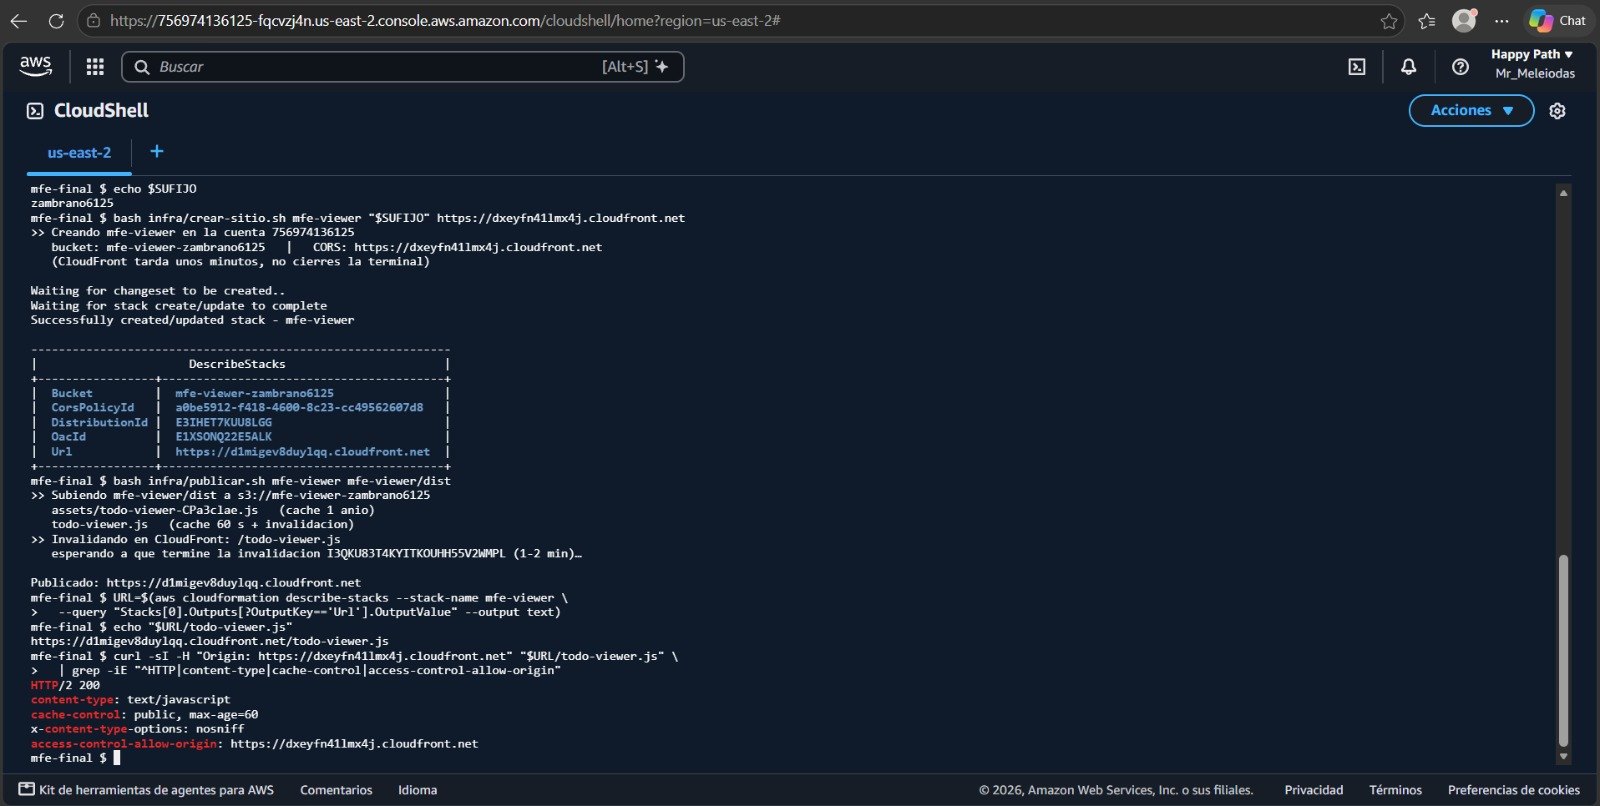 https://756974136125-fqcvzj4n.us-east-2.console.aws.amazon.com/cloudshell/home?region=us-east-2#
Chat
aws
Buscar
[Alt+S]
Happy Path
Mr_Meleiodas
CloudShell
Acciones
us-east-2
+
mfe-final $ echo $SUFIJO
zambrano6125
mfe-final $ bash infra/crear-sitio.sh mfe-viewer "$SUFIJO" https://dxeyfn41lmx4j.cloudfront.net
>> Creando mfe-viewer en la cuenta 756974136125
   bucket: mfe-viewer-zambrano6125   |   CORS: https://dxeyfn41lmx4j.cloudfront.net
   (CloudFront tarda unos minutos, no cierres la terminal)
Waiting for changeset to be created..
Waiting for stack create/update to complete
Successfully created/updated stack - mfe-viewer
-------------------------------------------------------------
|                      DescribeStacks                       |
+-----------------+-----------------------------------------+
|  Bucket         |  mfe-viewer-zambrano6125                |
|  CorsPolicyId   |  a0be5912-f418-4600-8c23-cc49562607d8   |
|  DistributionId |  E3IHET7KUU8LGG                         |
|  OacId          |  E1XSONQ22E5ALK                         |
|  Url            |  https://d1migev8duylqq.cloudfront.net  |
+-----------------+-----------------------------------------+
mfe-final $ bash infra/publicar.sh mfe-viewer mfe-viewer/dist
>> Subiendo mfe-viewer/dist a s3://mfe-viewer-zambrano6125
   assets/todo-viewer-CPa3clae.js   (cache 1 anio)
   todo-viewer.js   (cache 60 s + invalidacion)
>> Invalidando en CloudFront: /todo-viewer.js
   esperando a que termine la invalidacion I3QKU83T4KYITKOUHH55V2WMPL (1-2 min)…
Publicado: https://d1migev8duylqq.cloudfront.net
mfe-final $ URL=$(aws cloudformation describe-stacks --stack-name mfe-viewer \
>   --query "Stacks[0].Outputs[?OutputKey=='Url'].OutputValue" --output text)
mfe-final $ echo "$URL/todo-viewer.js"
https://d1migev8duylqq.cloudfront.net/todo-viewer.js
mfe-final $ curl -sI -H "Origin: https://dxeyfn41lmx4j.cloudfront.net" "$URL/todo-viewer.js" \
>   | grep -iE "^HTTP|content-type|cache-control|access-control-allow-origin"
HTTP/2 200
content-type: text/javascript
cache-control: public, max-age=60
x-content-type-options: nosniff
access-control-allow-origin: https://dxeyfn41lmx4j.cloudfront.net
mfe-final $
Kit de herramientas de agentes para AWS
Comentarios
Idioma
© 2026, Amazon Web Services, Inc. o sus filiales.
Privacidad
Términos
Preferencias de cookies